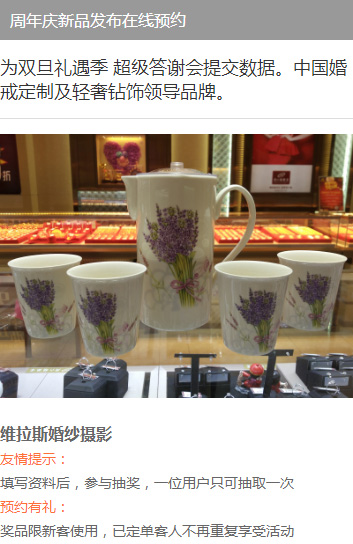 周年庆新品发布在线预约
为双旦礼遇季 超级答谢会提交数据。中国婚
戒定制及轻奢钻饰领导品牌。
维拉斯婚纱摄影
友情提示：
填写资料后，参与抽奖，一位用户只可抽取一次
预约有礼：
奖品限新客使用，已定单客人不再重复享受活动